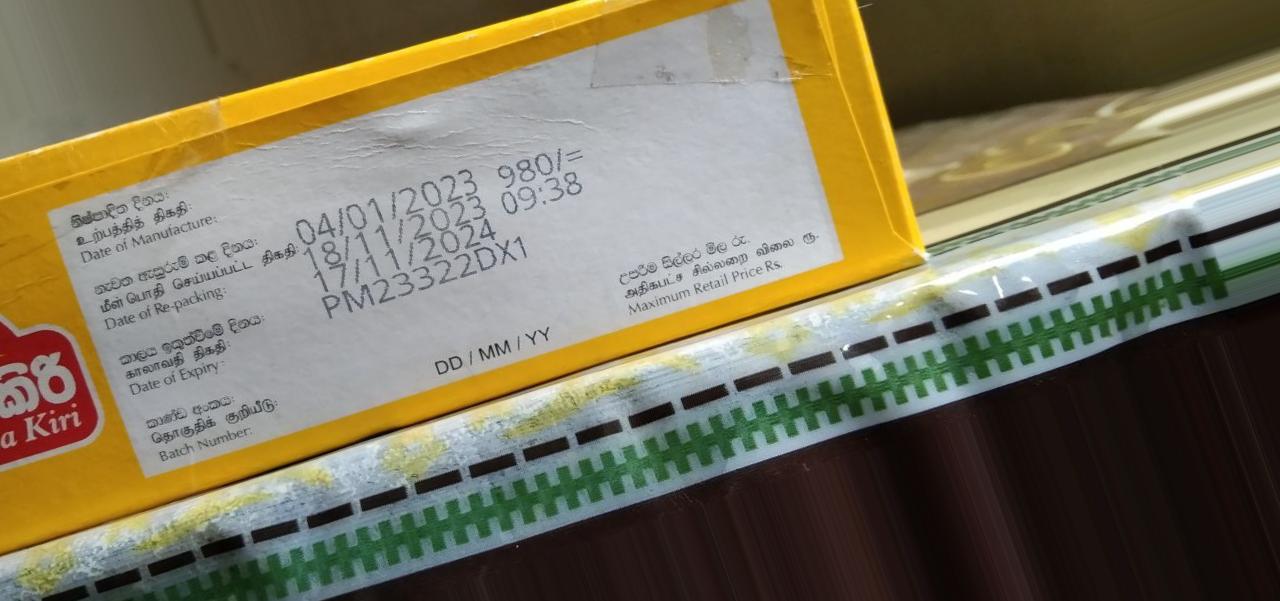 නිෂ්පාදිත දිනය:
உற்பத்தித் திகதி:
Date of Manufacture:
04/01/2023 980/=
නැවත ඇසුරුම් කළ දිනය:
மீள் பொதி செய்யப்பட்ட திகதி:
Date of Re-packing:
18/11/2023 09:38
කාලය ඉකුත්වීමේ දිනය:
காலாவதி திகதி:
Date of Expiry:
17/11/2024
කාණ්ඩ අංකය:
தொகுதிக் குறியீடு:
Batch Number:
PM23322DX1
DD / MM / YY
උපරිම සිල්ලර මිල රු.
அதிகபட்ச சில்லறை விலை ரூ.
Maximum Retail Price Rs.
කිරි
a Kiri